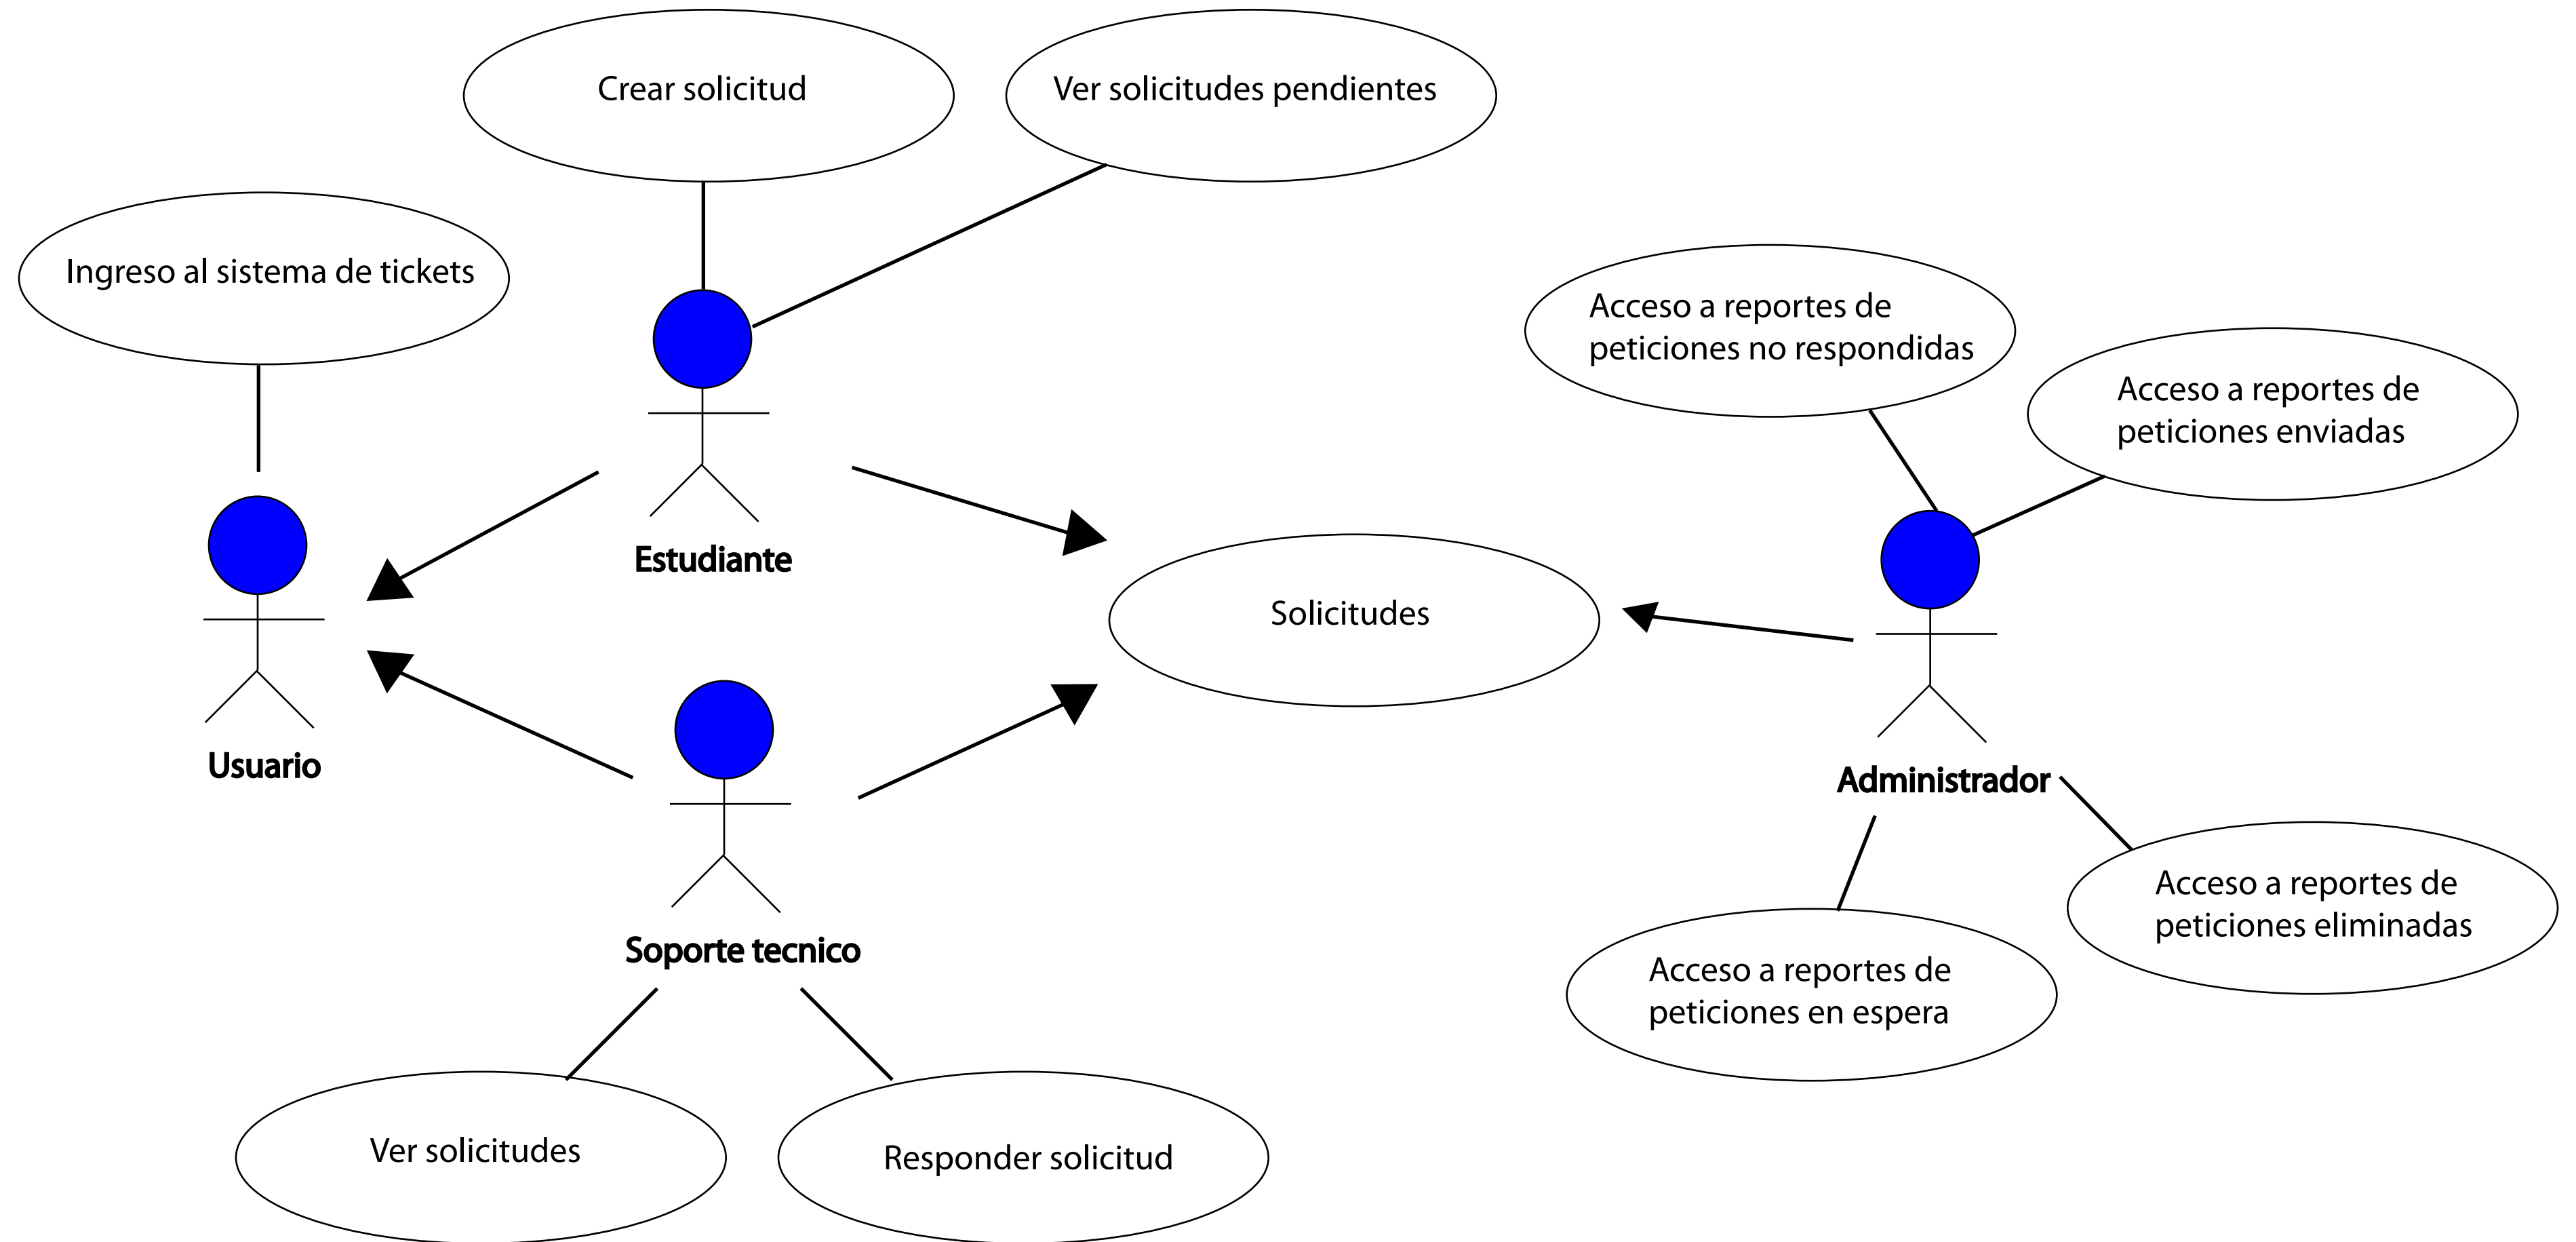 Crear solicitud
Ver solicitudes pendientes
Ingreso al sistema de tickets
Acceso a reportes de
peticiones no respondidas
Acceso a reportes de
peticiones enviadas
Estudiante
Solicitudes
Usuario
Administrador
Soporte tecnico
Acceso a reportes de
peticiones eliminadas
Acceso a reportes de
peticiones en espera
Ver solicitudes
Responder solicitud